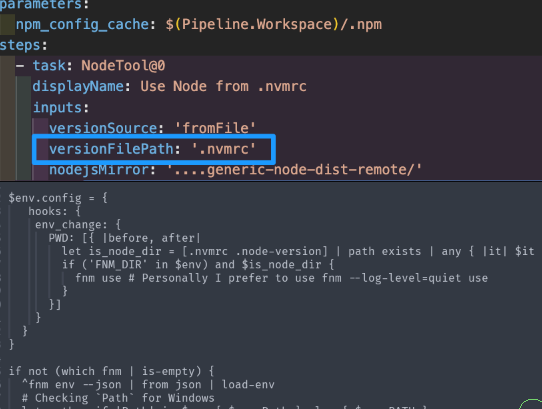 parameters:
npm_config_cache: $(Pipeline.Workspace)/.npm
steps:
- task: NodeTool@0
displayName: Use Node from .nvmrc
inputs:
versionSource: 'fromFile'
versionFilePath: '.nvmrc'
nodejsMirror: '....generic-node-dist-remote/'
$env.config = {
hooks: {
env_change: {
PWD: [{ |before, after|
let is_node_dir = [.nvmrc .node-version] | path exists | any { |it| $it
if ('FNM_DIR' in $env) and $is_node_dir {
fnm use # Personally I prefer to use fnm --log-level=quiet use
}
}]
}
}
}
if not (which fnm | is-empty) {
^fnm env --json | from json | load-env
# Checking `Path` for Windows